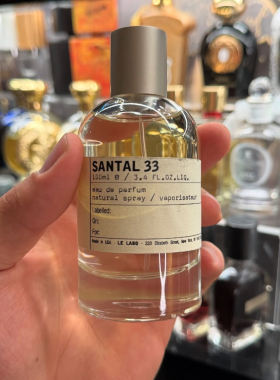 SANTAL 33
100ml ℮ / 3.4 FL.OZ.LIQ.
eau de parfum
natural spray / vaporisateur
Labelled:
On:
For:
Made in USA · LE LABO ·